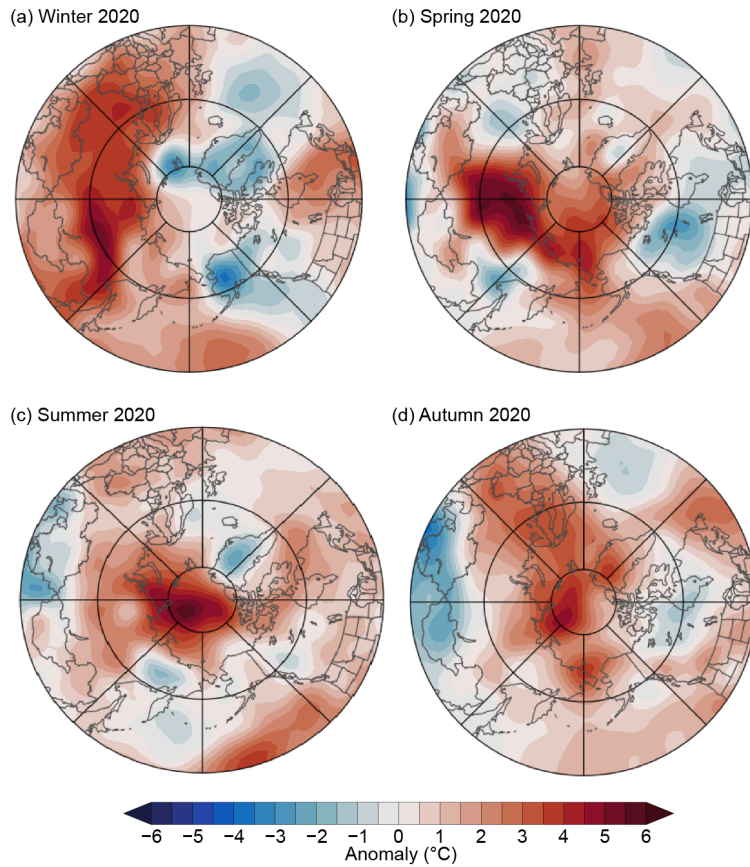 (a) Winter 2020
(b) Spring 2020
(c) Summer 2020
(d) Autumn 2020
−6 −5 −4 −3 −2 −1 0 1 2 3 4 5 6
Anomaly (°C)